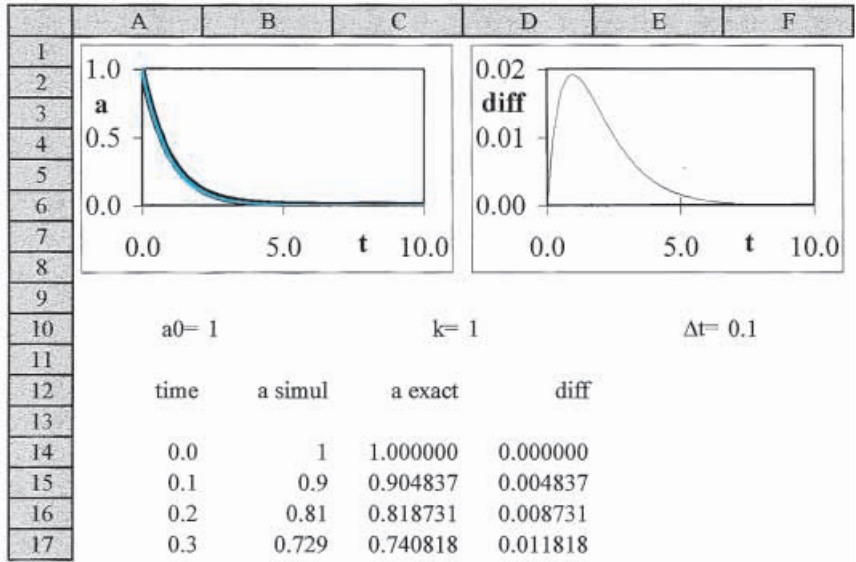 A B C D E F
1
2
3
4
5
6
7
8
9
10
11
12
13
14
15
16
17
1.0
a
0.5
0.0
0.0 5.0 t 10.0
0.02
diff
0.01
0.00
0.0 5.0 t 10.0
a0= 1 k= 1 Δt= 0.1
time a simul a exact diff
0.0 1 1.000000 0.000000
0.1 0.9 0.904837 0.004837
0.2 0.81 0.818731 0.008731
0.3 0.729 0.740818 0.011818